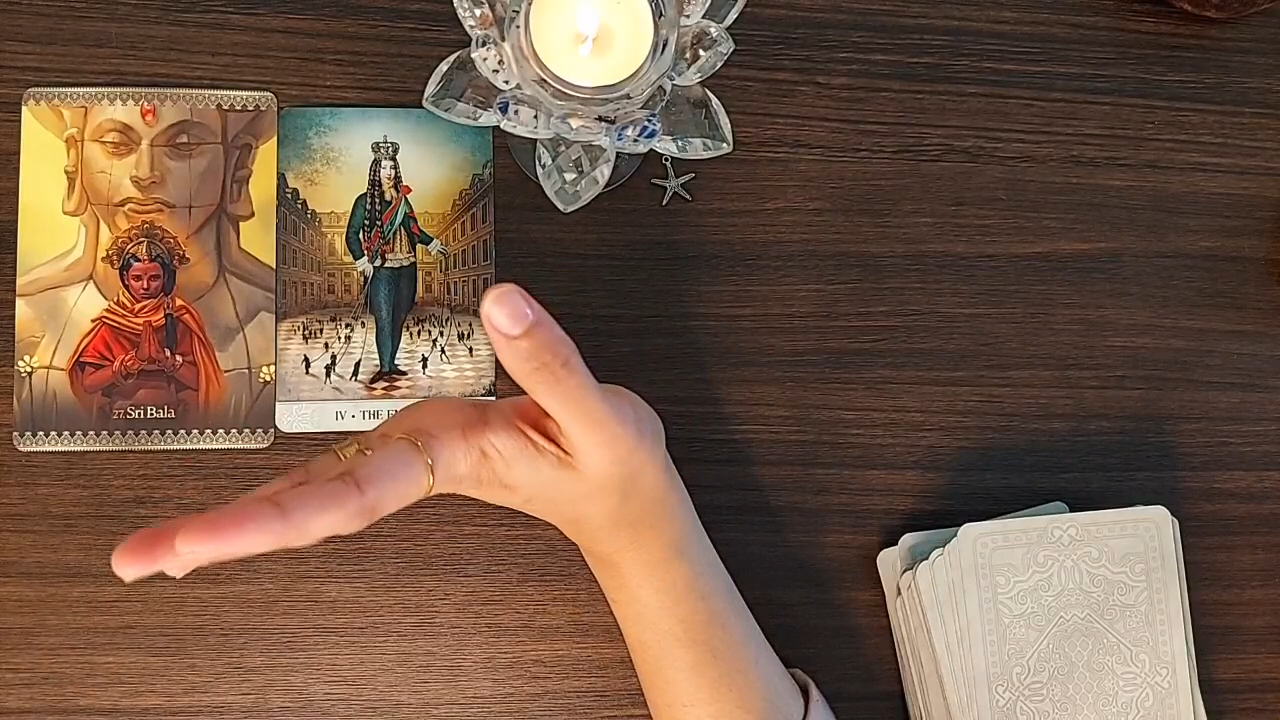 27. Sri Bala
IV • THE